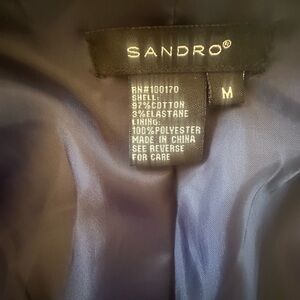 SANDRO®
M
RN#100170
SHELL:
97%COTTON
3%ELASTANE
LINING:
100%POLYESTER
MADE IN CHINA
SEE REVERSE
FOR CARE